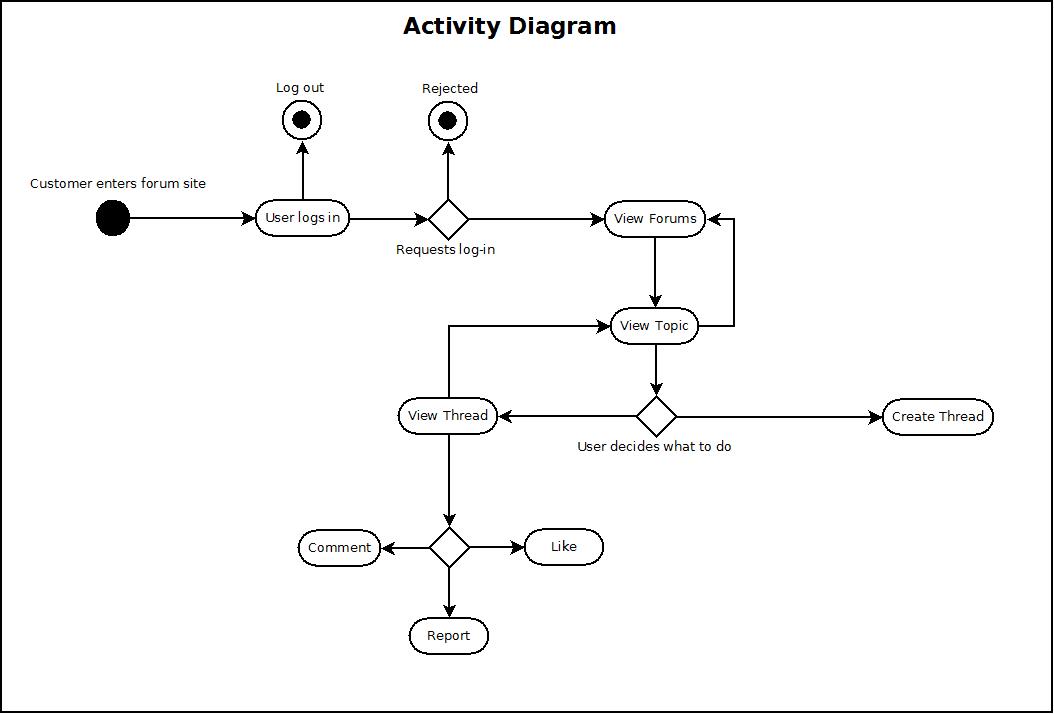 Activity Diagram
Log out
Rejected
Customer enters forum site
User logs in
View Forums
Requests log-in
View Topic
View Thread
Create Thread
User decides what to do
Comment
Like
Report